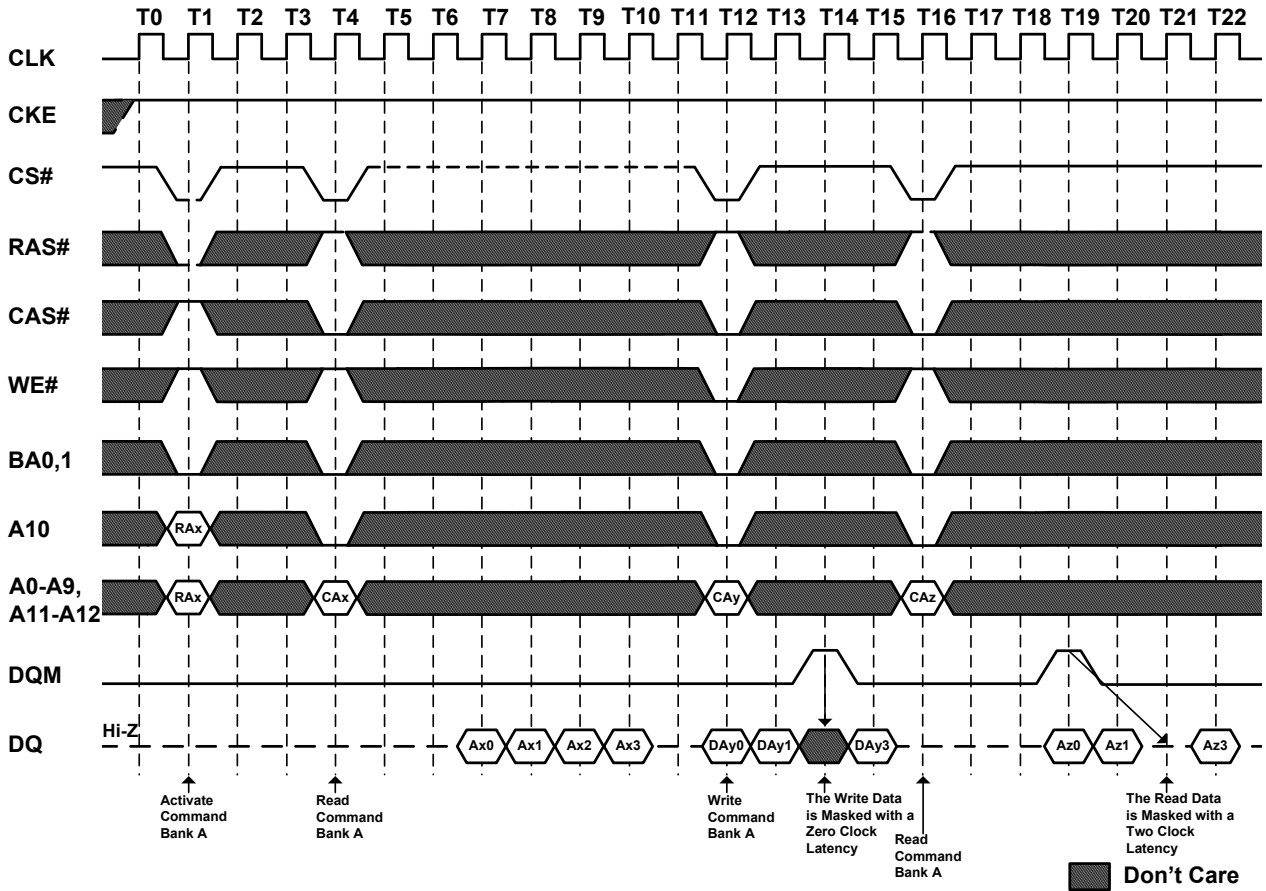 T0 T1 T2 T3 T4 T5 T6 T7 T8 T9 T10 T11 T12 T13 T14 T15 T16 T17 T18 T19 T20 T21 T22
CLK
CKE
CS#
RAS#
CAS#
WE#
BA0,1
A10 RAx
A0-A9, RAx CAx CAy CAz
A11-A12
DQM
Hi-Z
DQ Ax0 Ax1 Ax2 Ax3 DAy0 DAy1 DAy3 Az0 Az1 Az3
Activate
Command
Bank A
Read
Command
Bank A
Write
Command
Bank A
The Write Data
is Masked with a
Zero Clock
Latency
Read
Command
Bank A
The Read Data
is Masked with a
Two Clock
Latency
Don't Care